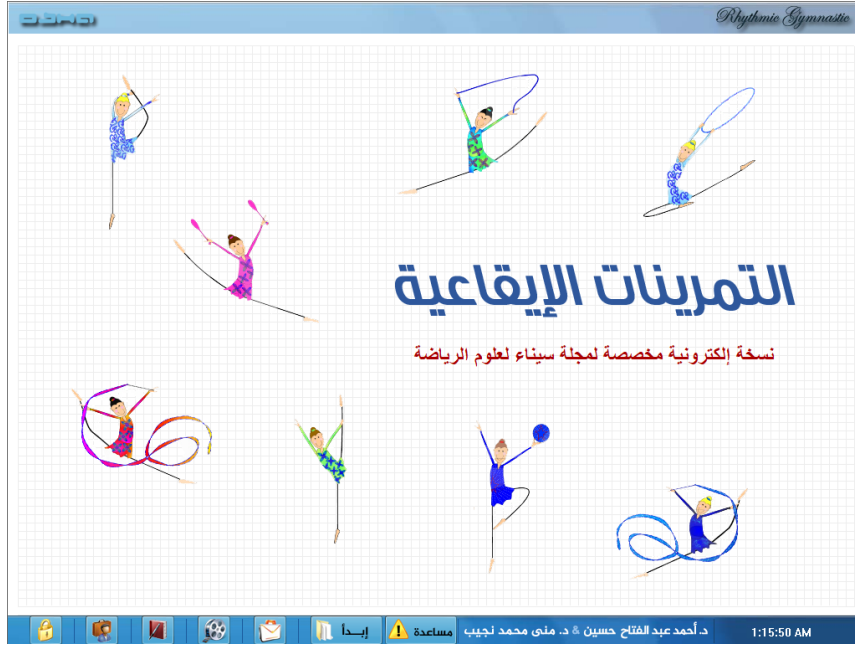 Rhythmic Gymnastic
التمرينات الإيقاعية
نسخة إلكترونية مخصصة لمجلة سيناء لعلوم الرياضة
إبــدأ
مساعدة
د. أحمد عبد الفتاح حسين & د. منى محمد نجيب
1:15:50 AM